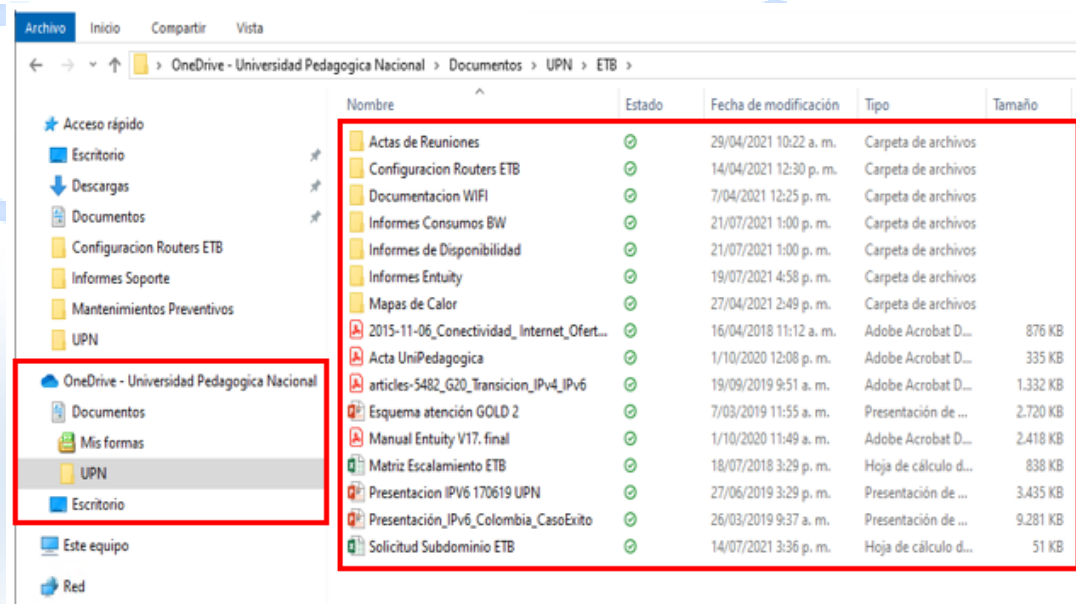 Archivo Inicio Compartir Vista
> OneDrive - Universidad Pedagogica Nacional > Documentos > UPN > ETB >
Nombre Estado Fecha de modificación Tipo Tamaño
Acceso rápido
Escritorio
Descargas
Documentos
Configuracion Routers ETB
Informes Soporte
Mantenimientos Preventivos
UPN
OneDrive - Universidad Pedagogica Nacional
Documentos
Mis formas
UPN
Escritorio
Este equipo
Red
Actas de Reuniones 29/04/2021 10:22 a. m. Carpeta de archivos
Configuracion Routers ETB 14/04/2021 12:30 p. m. Carpeta de archivos
Documentacion WIFI 7/04/2021 12:25 p. m. Carpeta de archivos
Informes Consumos BW 21/07/2021 1:00 p. m. Carpeta de archivos
Informes de Disponibilidad 21/07/2021 1:00 p. m. Carpeta de archivos
Informes Entuity 19/07/2021 4:58 p. m. Carpeta de archivos
Mapas de Calor 27/04/2021 2:49 p. m. Carpeta de archivos
2015-11-06_Conectividad_ Internet_Ofert... 16/04/2018 11:12 a. m. Adobe Acrobat D... 876 KB
Acta UniPedagogica 1/10/2020 12:08 p. m. Adobe Acrobat D... 335 KB
articles-5482_G20_Transicion_IPv4_IPv6 19/09/2019 9:51 a. m. Adobe Acrobat D... 1.332 KB
Esquema atención GOLD 2 7/03/2019 11:55 a. m. Presentación de ... 2.720 KB
Manual Entuity V17. final 1/10/2020 11:49 a. m. Adobe Acrobat D... 2.418 KB
Matriz Escalamiento ETB 18/07/2018 3:29 p. m. Hoja de cálculo d... 838 KB
Presentacion IPV6 170619 UPN 27/06/2019 3:29 p. m. Presentación de ... 3.435 KB
Presentación_IPv6_Colombia_CasoExito 26/03/2019 9:37 a. m. Presentación de ... 9.281 KB
Solicitud Subdominio ETB 14/07/2021 3:36 p. m. Hoja de cálculo d... 51 KB